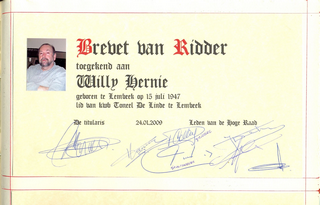 Brevet van Ridder
toegekend aan
Willy Hernie
geboren te Lembeek op 15 juli 1947
lid van kwb Toneel De Linde te Lembeek
De titularis 24.01.2009 Leden van de Hoge Raad